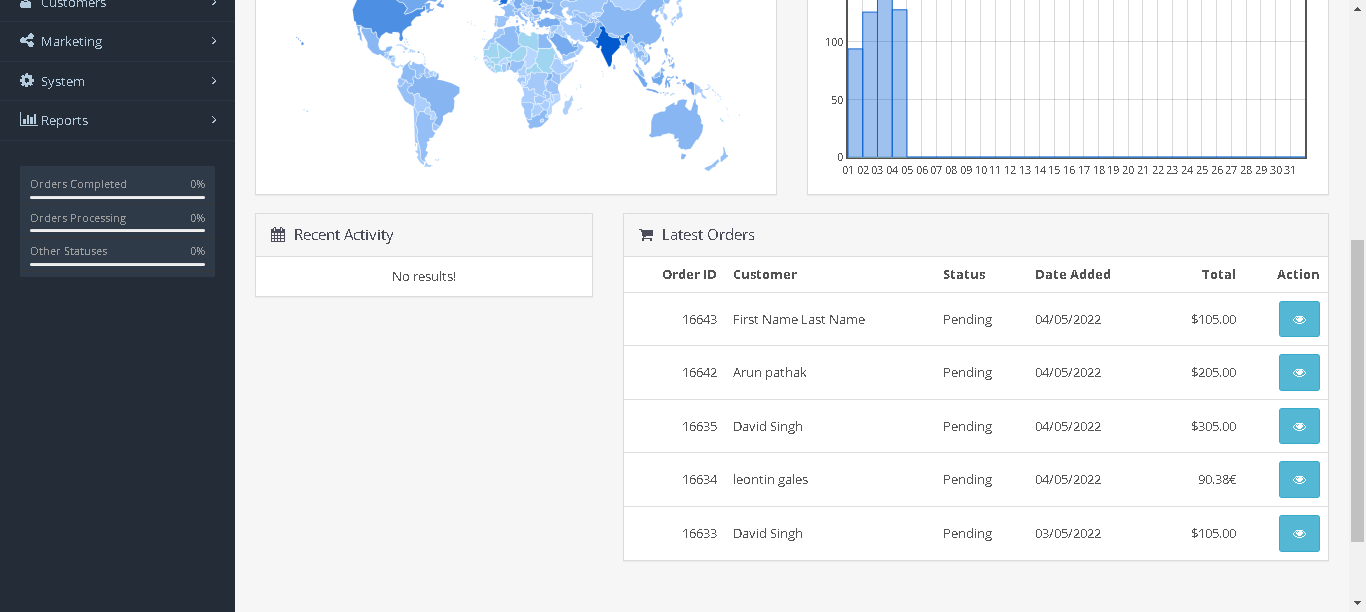 Customers
Marketing
System
Reports
Orders Completed 0%
Orders Processing 0%
Other Statuses 0%
100
50
0
01 02 03 04 05 06 07 08 09 10 11 12 13 14 15 16 17 18 19 20 21 22 23 24 25 26 27 28 29 30 31
Recent Activity
No results!
Latest Orders
Order ID Customer Status Date Added Total Action
16643 First Name Last Name Pending 04/05/2022 $105.00
16642 Arun pathak Pending 04/05/2022 $205.00
16635 David Singh Pending 04/05/2022 $305.00
16634 leontin gales Pending 04/05/2022 90.38€
16633 David Singh Pending 03/05/2022 $105.00